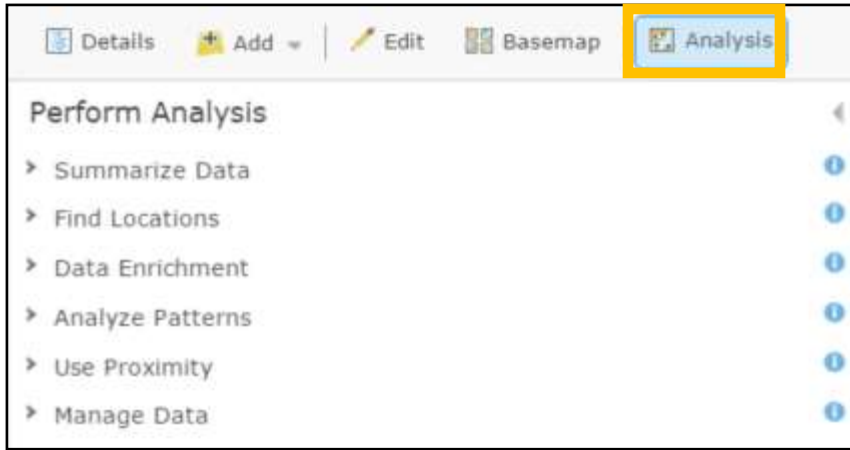 Details Add Edit Basemap Analysis
Perform Analysis
Summarize Data
Find Locations
Data Enrichment
Analyze Patterns
Use Proximity
Manage Data